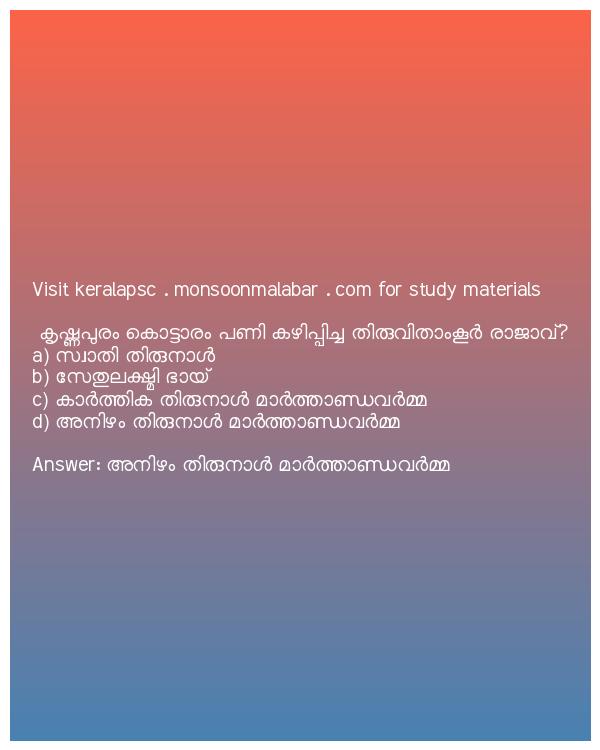 Visit keralapsc . monsoonmalabar . com for study materials
കൃഷ്ണപുരം കൊട്ടാരം പണി കഴിപ്പിച്ച തിരുവിതാംകൂർ രാജാവ്?
a) സ്വാതി തിരുനാൾ
b) സേതുലക്ഷ്മി ഭായ്
c) കാർത്തിക തിരുനാൾ മാർത്താണ്ഡവർമ്മ
d) അനിഴം തിരുനാൾ മാർത്താണ്ഡവർമ്മ
Answer: അനിഴം തിരുനാൾ മാർത്താണ്ഡവർമ്മ